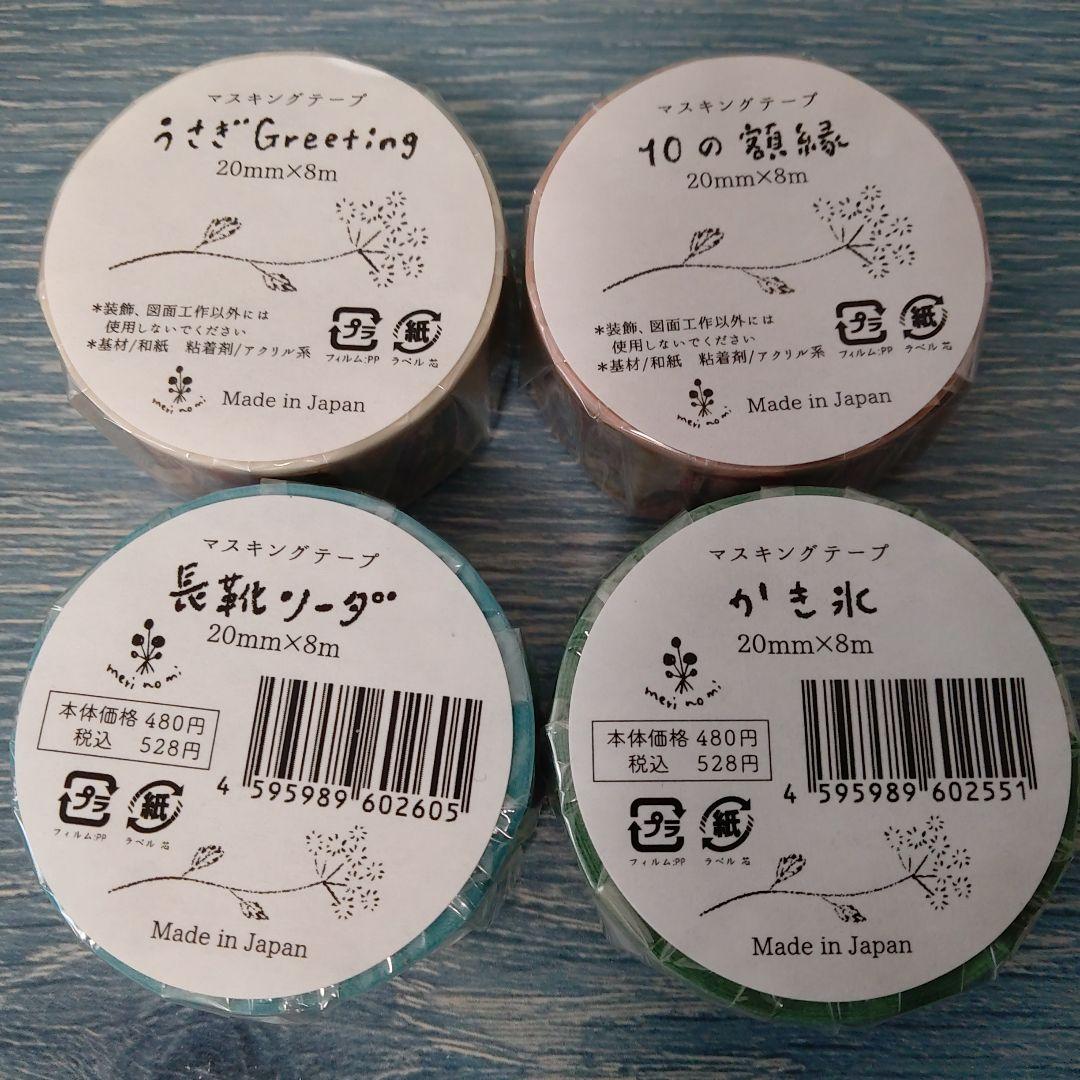 マスキングテープ
うさぎGreeting
20mm×8m
*装飾、図面工作以外には
使用しないでください
*基材/和紙 粘着剤/アクリル系
プラ
フィルム:PP
紙
ラベル 芯
meri no mi
Made in Japan
マスキングテープ
10の額縁
20mm×8m
*装飾、図面工作以外には
使用しないでください
*基材/和紙 粘着剤/アクリル系
プラ
フィルム:PP
紙
ラベル 芯
meri no mi
Made in Japan
マスキングテープ
長靴ソーダ
20mm×8m
meri no mi
本体価格 480円
税込 528円
4 595989 602605
プラ
フィルム:PP
紙
ラベル 芯
Made in Japan
マスキングテープ
かき氷
20mm×8m
meri no mi
本体価格 480円
税込 528円
4 595989 602551
プラ
フィルム:PP
紙
ラベル 芯
Made in Japan